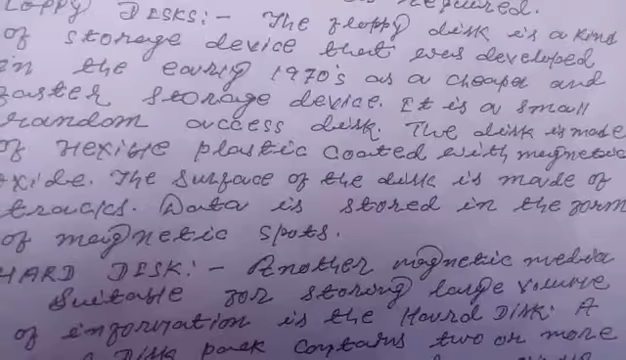 required.
LOPPY DISKS:- The floppy disk is a kind
of storage device that was developed
in the early 1970's as a cheaper and
faster storage device. It is a small
random access disk. The disk is made
of flexible plastic coated with magnetic
oxide. The surface of the disk is made of
tracks. Data is stored in the form
of magnetic spots.
HARD DISK:- Another magnetic media
suitable for storing large volume
of information is the Hard Disk. A
Disk pack contains two or more